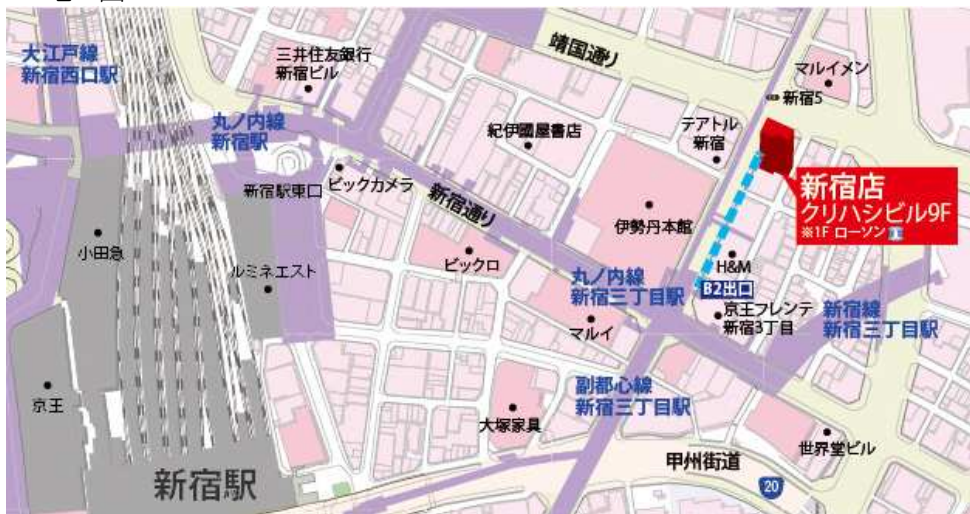 大江戸線
新宿西口駅
三井住友銀行
新宿ビル
靖国通り
マルイメン
新宿5
丸ノ内線
新宿駅
紀伊國屋書店
テアトル
新宿
新宿店
クリハシビル9F
※1F ローソン
新宿駅東口
ビックカメラ
新宿通り
伊勢丹本館
小田急
ルミネエスト
ビックロ
H&M
B2出口
丸ノ内線
新宿三丁目駅
京王フレンテ
新宿3丁目
新宿線
新宿三丁目駅
マルイ
京王
副都心線
新宿三丁目駅
大塚家具
世界堂ビル
甲州街道
20
新宿駅